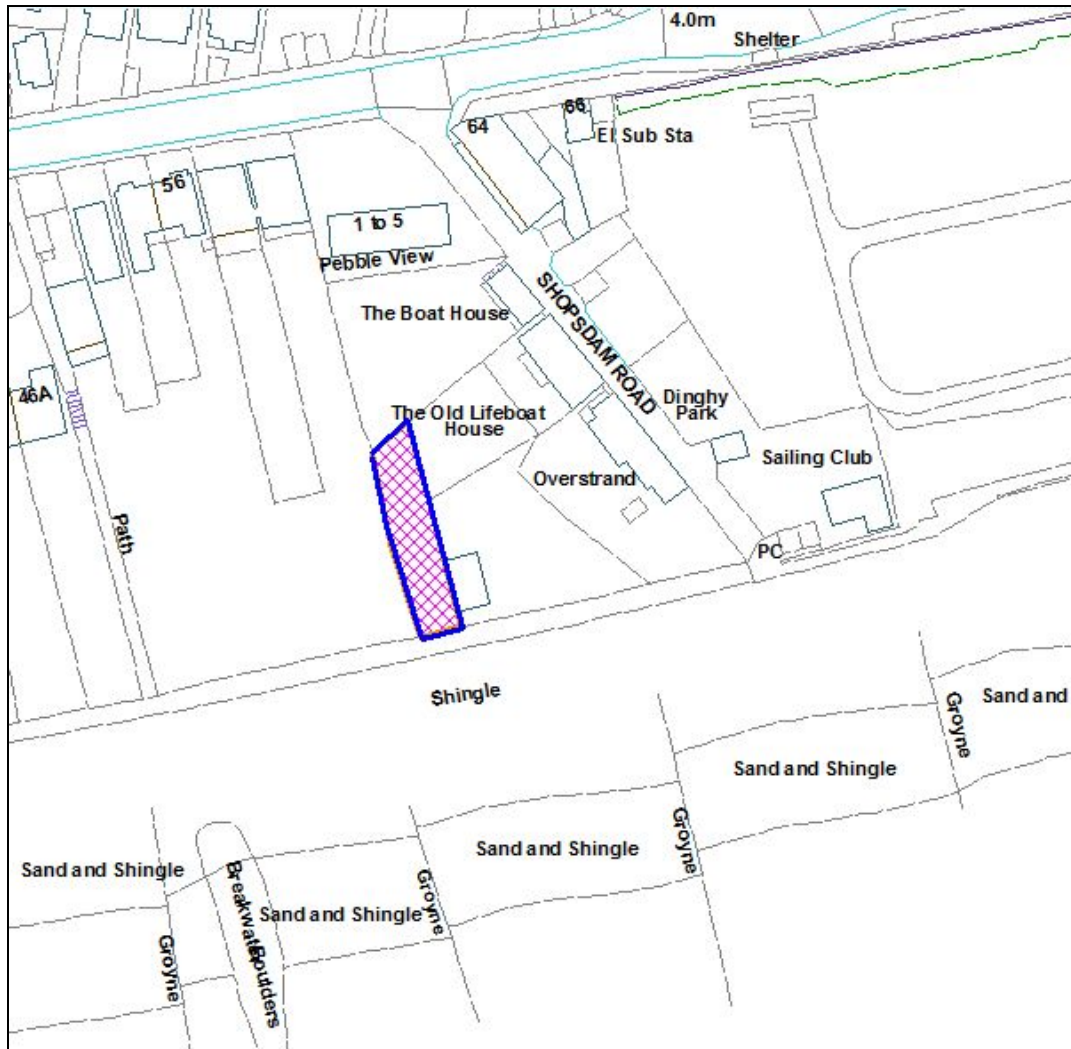 4.0m
Shelter
66
64
El Sub Sta
56
1 to 5
Pebble View
SHOPSDAM ROAD
The Boat House
46A
The Old Lifeboat
House
Dinghy
Park
Sailing Club
Overstrand
Path
PC
Shingle
Sand and
Groyne
Sand and Shingle
Groyne
Sand and Shingle
Groyne
Sand and Shingle
Breakwater
Boulders
Sand and Shingle
Groyne